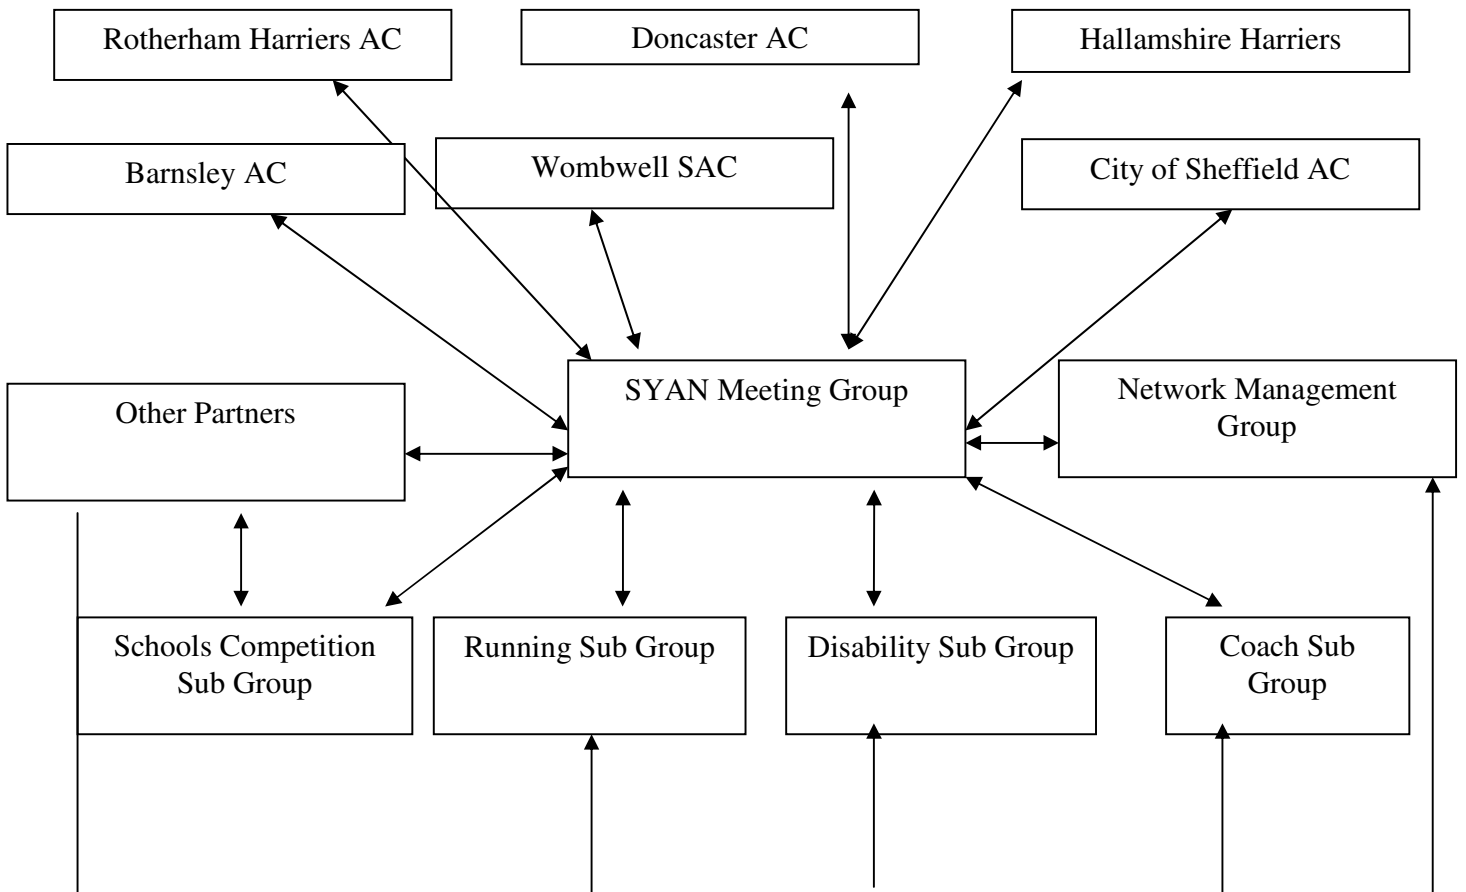 Rotherham Harriers AC
Doncaster AC
Hallamshire Harriers
Barnsley AC
Wombwell SAC
City of Sheffield AC
Other Partners
SYAN Meeting Group
Network Management
Group
Schools Competition
Sub Group
Running Sub Group
Disability Sub Group
Coach Sub
Group